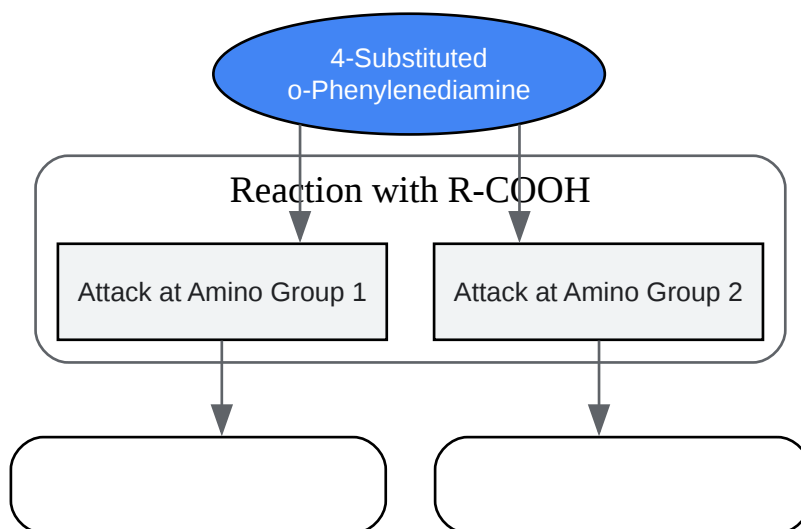 4-Substituted
o-Phenylenediamine
Reaction with R-COOH
Attack at Amino Group 1
Attack at Amino Group 2